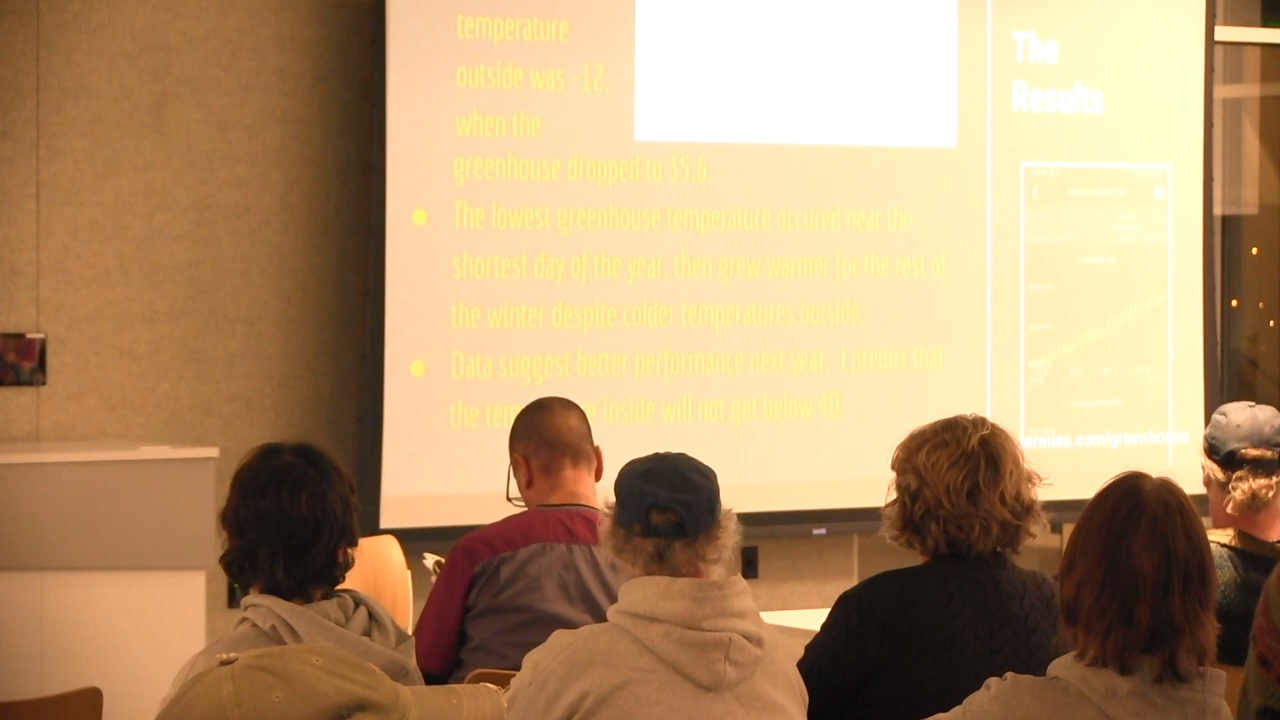 temperature
outside was -12,
when the
greenhouse dropped to 35.6.
The lowest greenhouse temperature occured near the
shortest day of the year, then grew warmer for the rest of
the winter despite colder temperatures outside.
Data suggest better performance next year. I predict that
the inside will not get below 40.
The
Results
ermies.com/greenhouse